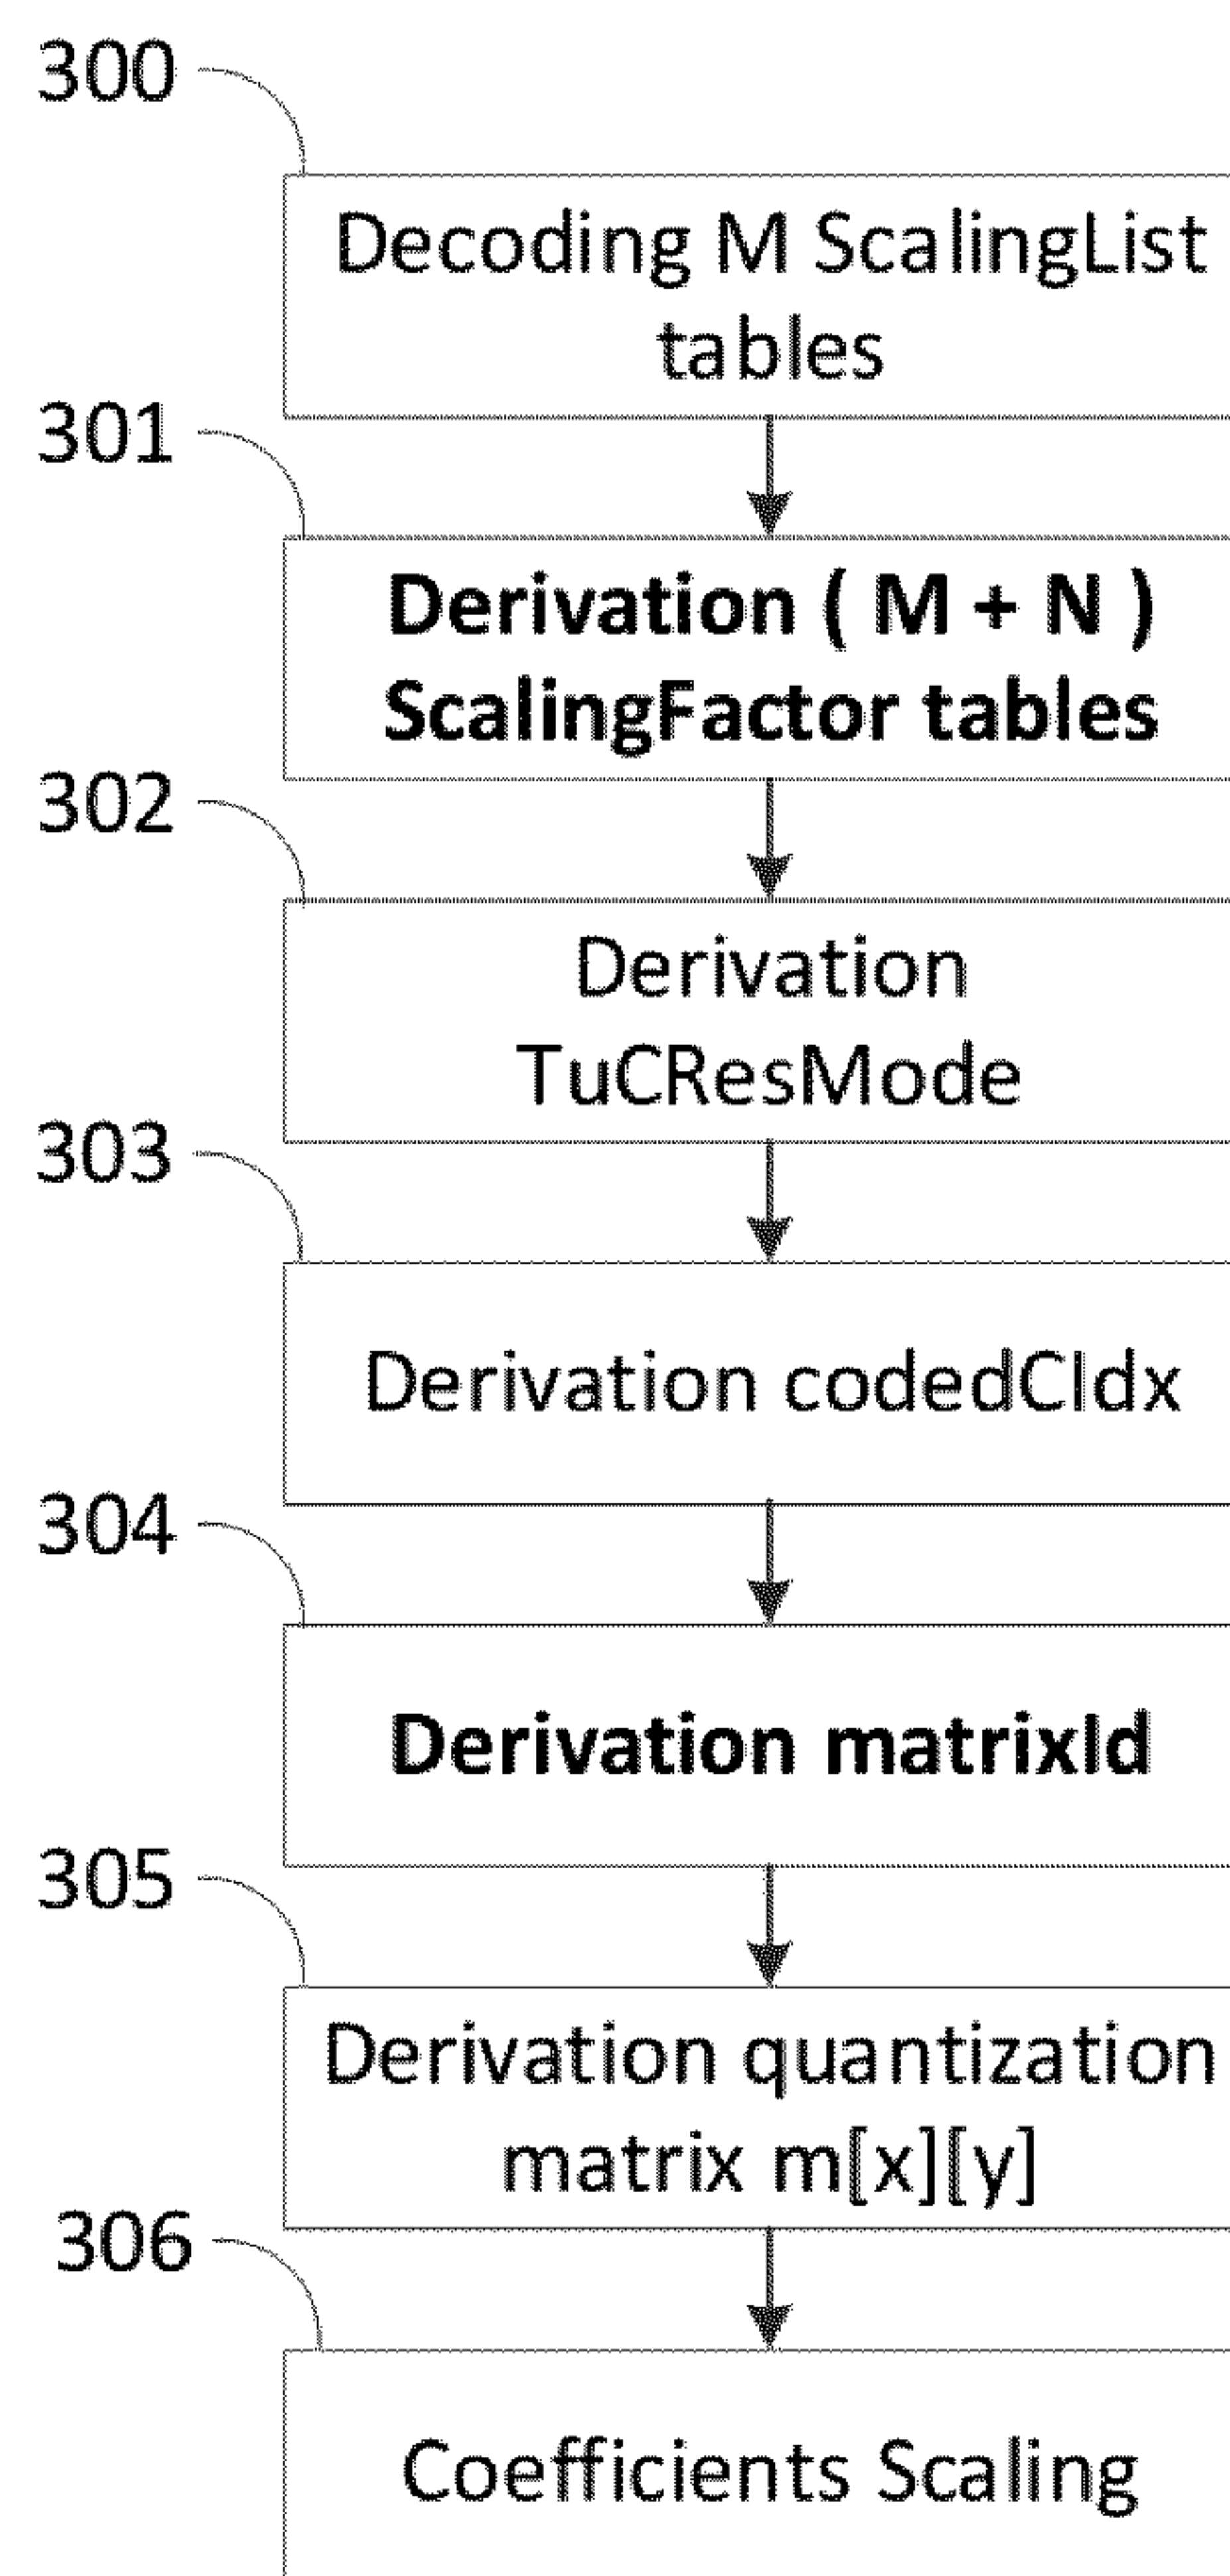 300
Decoding M ScalingList
tables
301
Derivation ( M + N )
ScalingFactor tables
302
Derivation
TuCResMode
303
Derivation codedCIdx
304
Derivation matrixId
305
Derivation quantization
matrix m[x][y]
306
Coefficients Scaling